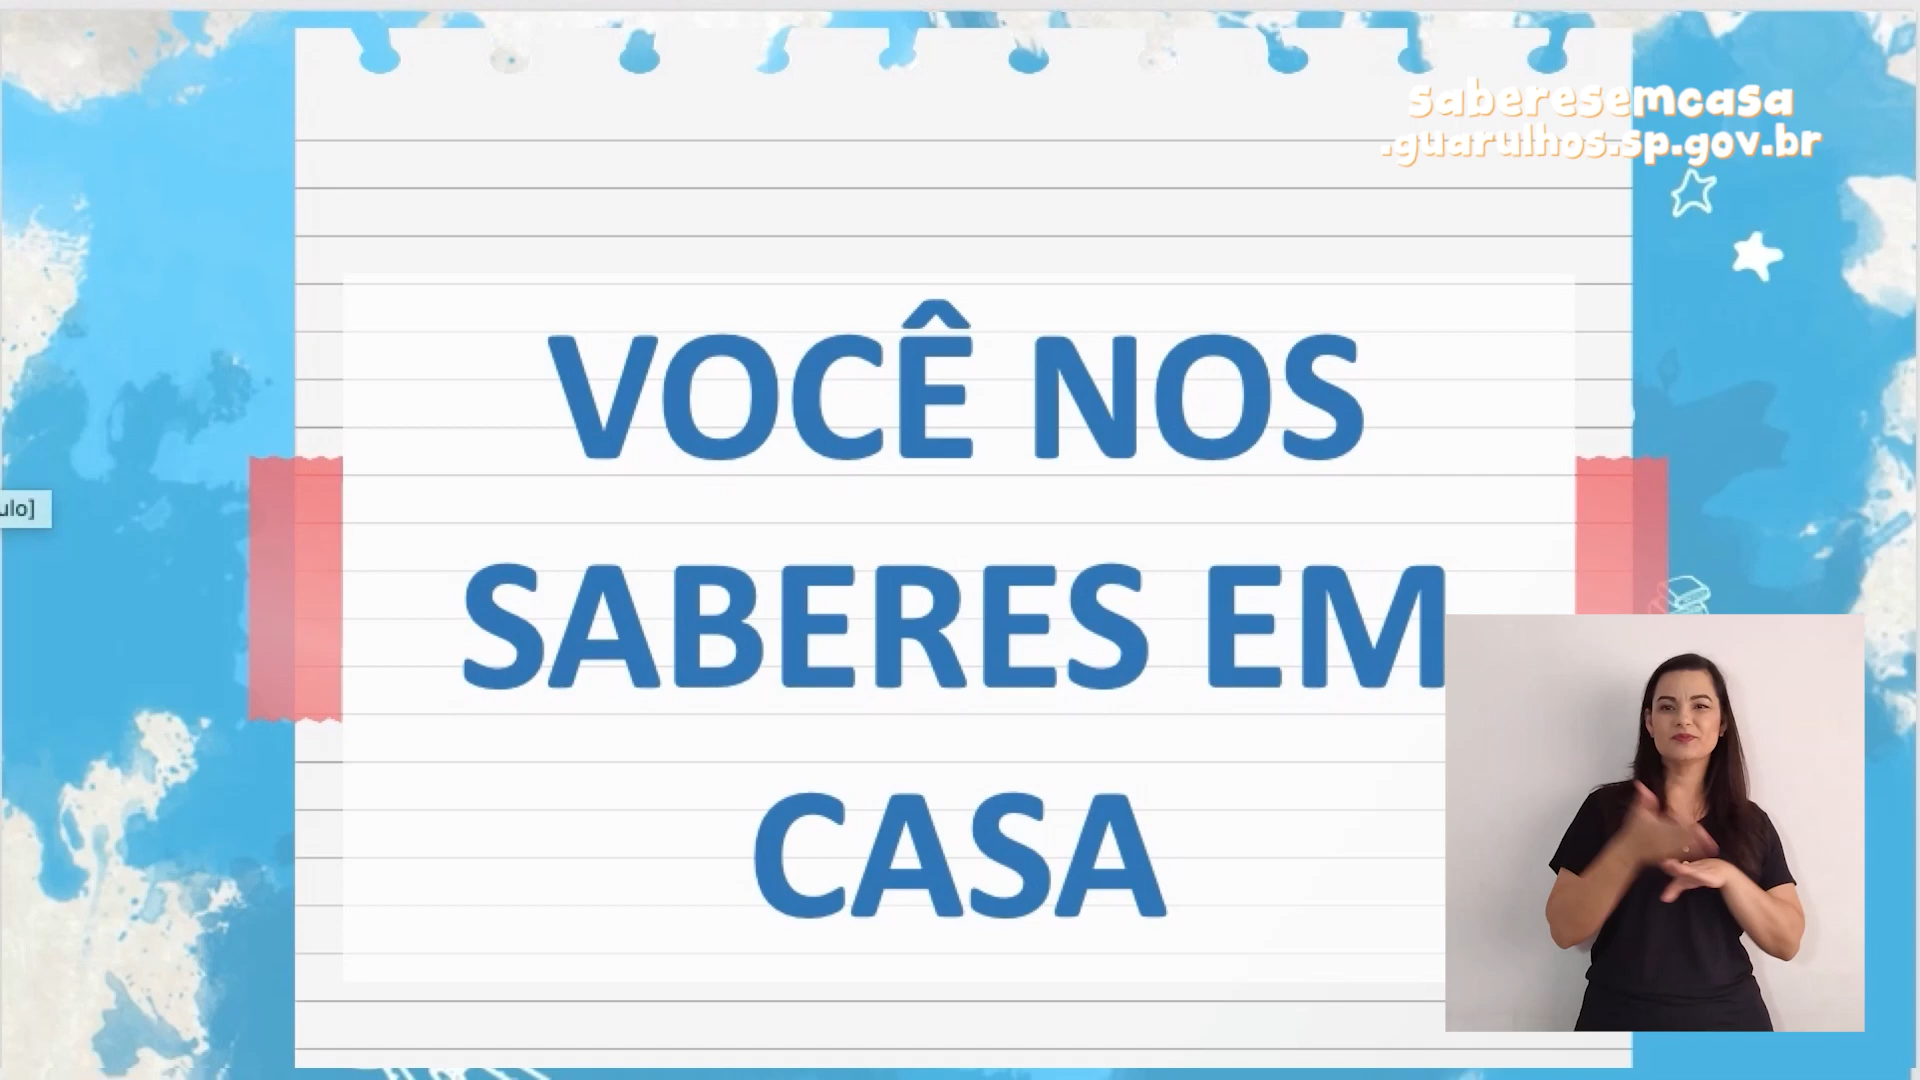 saberesemcasa
.guarulhos.sp.gov.br
VOCÊ NOS
SABERES EM
CASA
ulo]